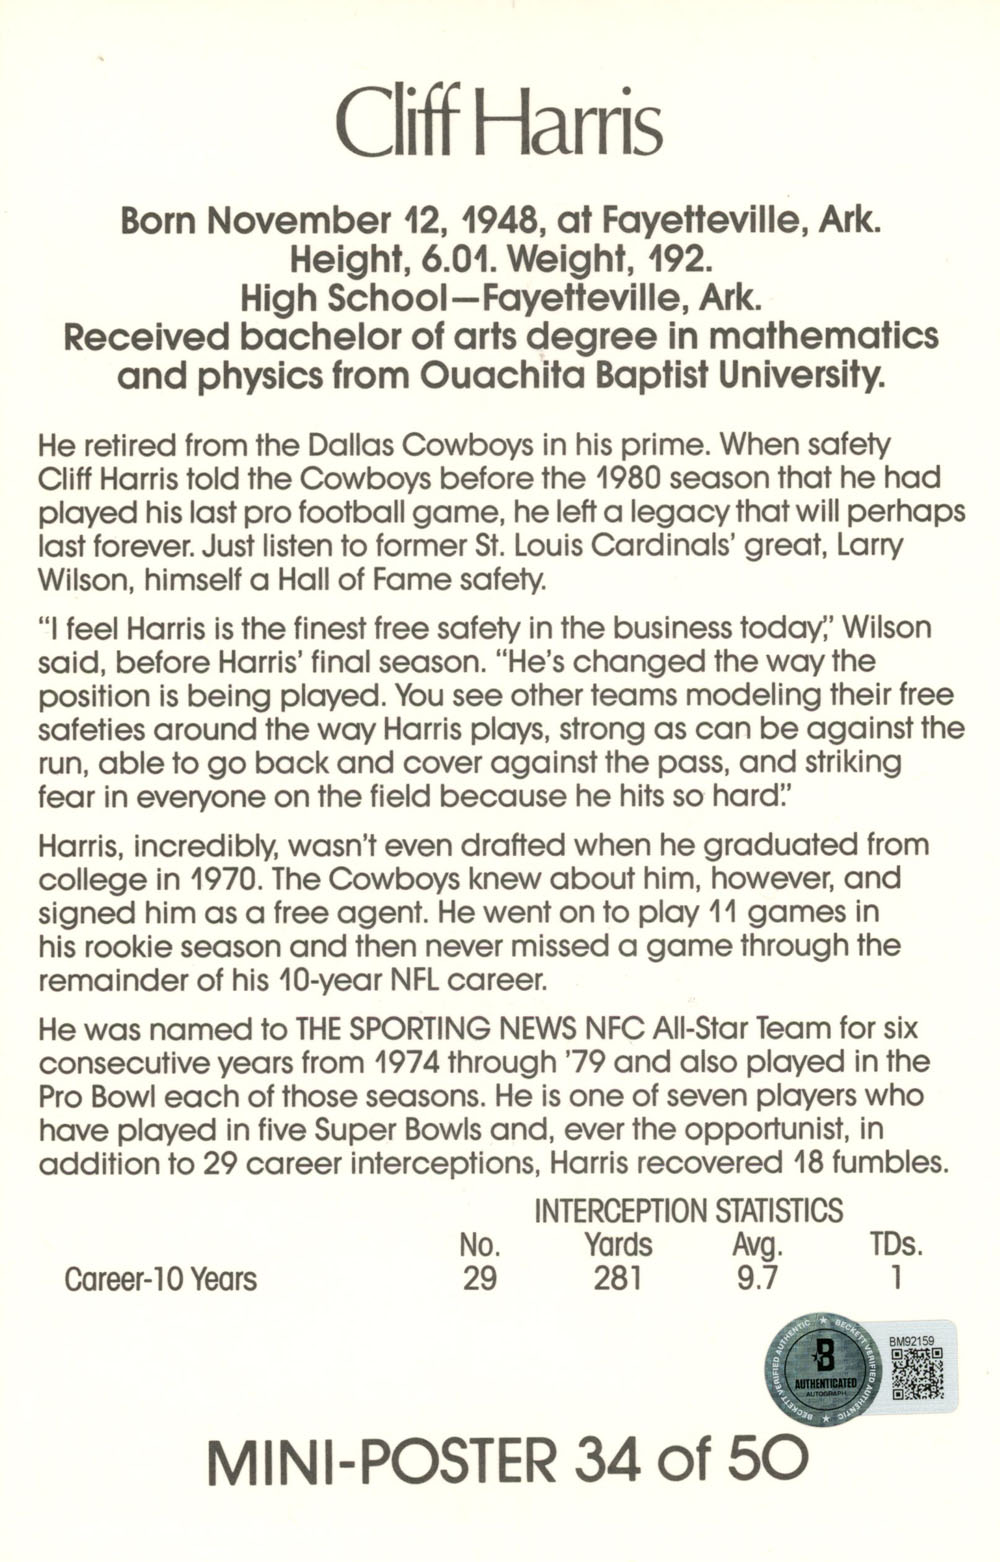 Cliff Harris
Born November 12, 1948, at Fayetteville, Ark.
Height, 6.01. Weight, 192.
High School—Fayetteville, Ark.
Received bachelor of arts degree in mathematics
and physics from Ouachita Baptist University.
He retired from the Dallas Cowboys in his prime. When safety
Cliff Harris told the Cowboys before the 1980 season that he had
played his last pro football game, he left a legacy that will perhaps
last forever. Just listen to former St. Louis Cardinals' great, Larry
Wilson, himself a Hall of Fame safety.
“I feel Harris is the finest free safety in the business today,” Wilson
said, before Harris' final season. “He's changed the way the
position is being played. You see other teams modeling their free
safeties around the way Harris plays, strong as can be against the
run, able to go back and cover against the pass, and striking
fear in everyone on the field because he hits so hard.”
Harris, incredibly, wasn't even drafted when he graduated from
college in 1970. The Cowboys knew about him, however, and
signed him as a free agent. He went on to play 11 games in
his rookie season and then never missed a game through the
remainder of his 10-year NFL career.
He was named to THE SPORTING NEWS NFC All-Star Team for six
consecutive years from 1974 through '79 and also played in the
Pro Bowl each of those seasons. He is one of seven players who
have played in five Super Bowls and, ever the opportunist, in
addition to 29 career interceptions, Harris recovered 18 fumbles.
INTERCEPTION STATISTICS
No. Yards Avg. TDs.
Career-10 Years 29 281 9.7 1
BECKETT VERIFIED AUTHENTIC ★ BECKETT VERIFIED AUTHENTIC ★
B
AUTHENTICATED
AUTOGRAPH
BM92159
MINI-POSTER 34 of 50